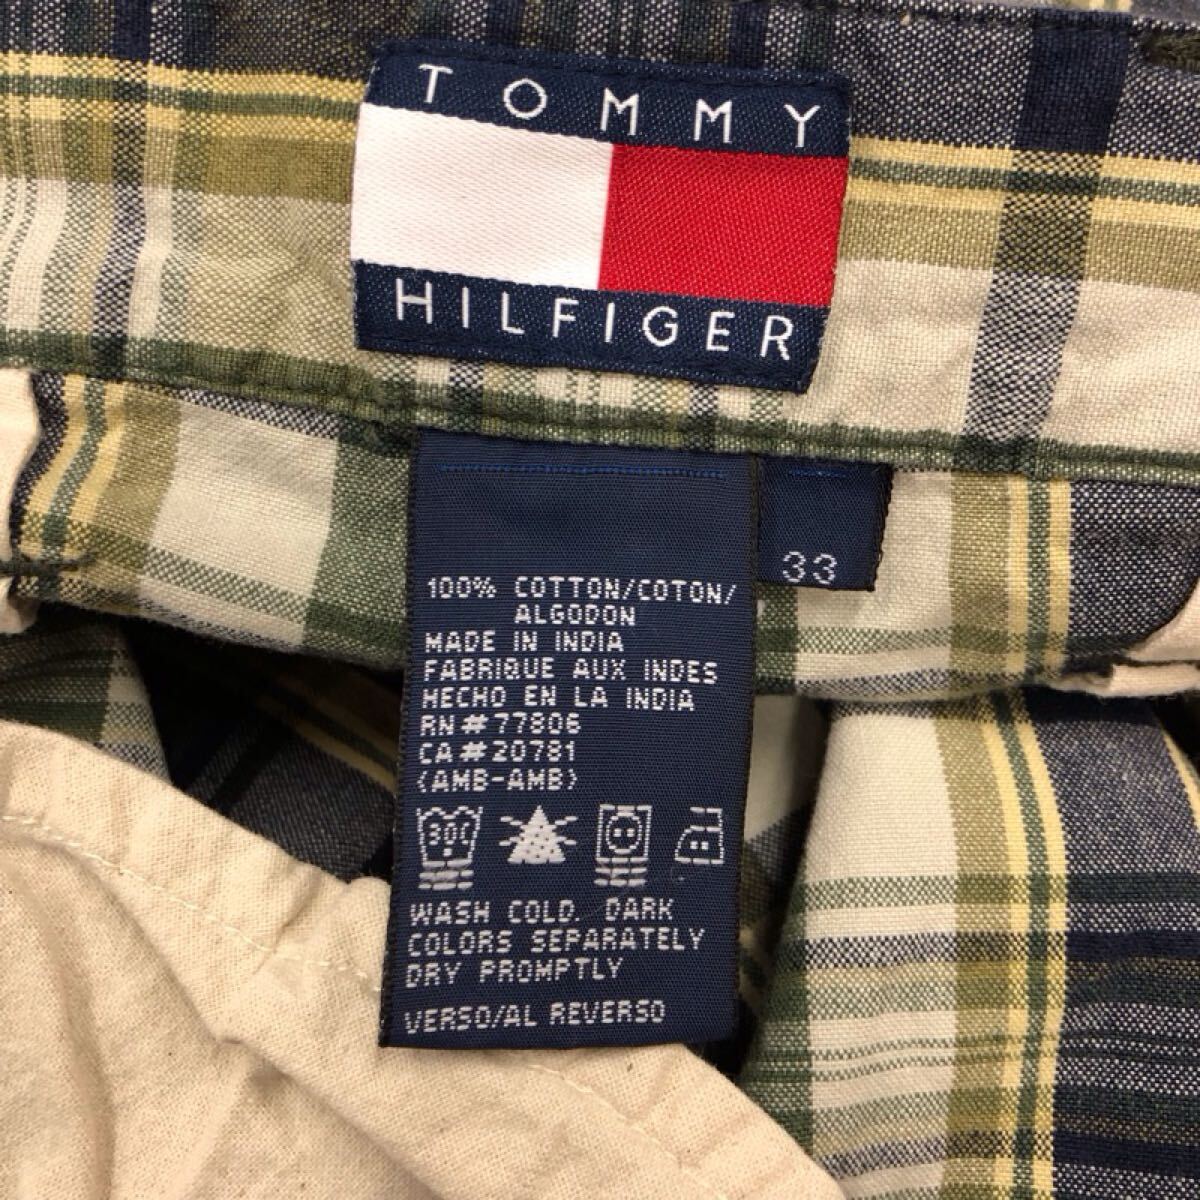 TOMMY
HILFIGER
33
100% COTTON/COTON/
ALGODON
MADE IN INDIA
FABRIQUE AUX INDES
HECHO EN LA INDIA
RN#77806
CA#20781
(AMB-AMB)
30C
WASH COLD. DARK
COLORS SEPARATELY
DRY PROMPTLY
VERSO/AL REVERSO